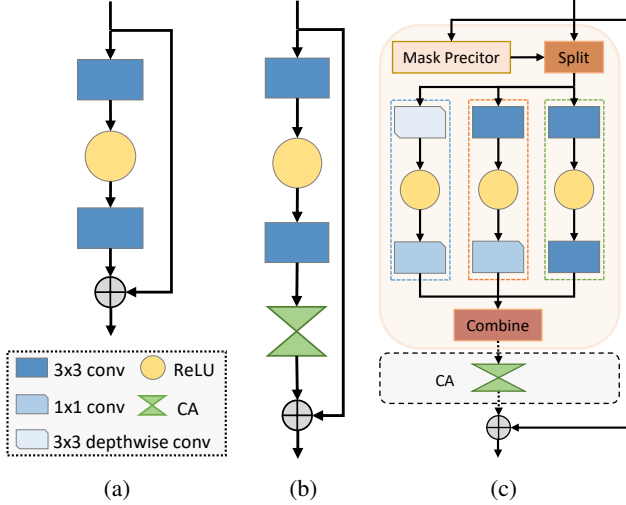 Mask Precitor
Split
Combine
CA
3x3 conv
ReLU
1x1 conv
CA
3x3 depthwise conv
(a)
(b)
(c)